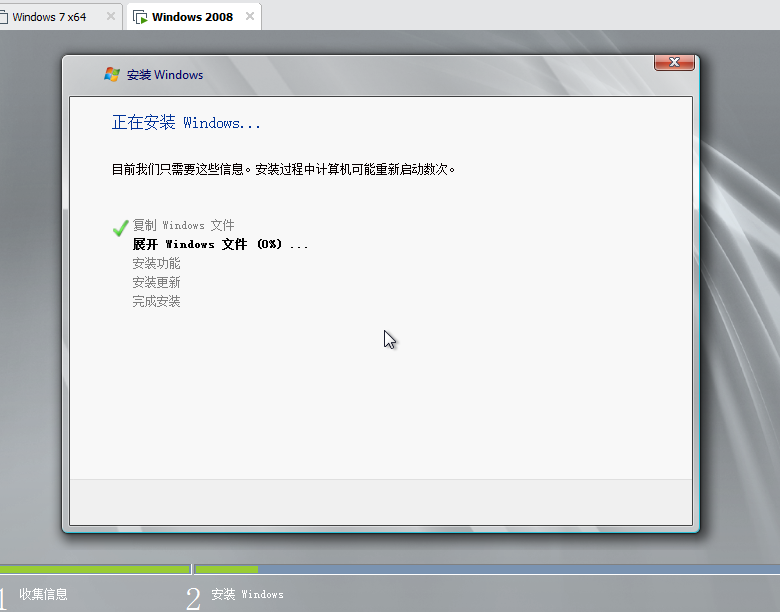 Windows 7 x64
Windows 2008
安装 Windows
正在安装 Windows...
目前我们只需要这些信息。安装过程中计算机可能重新启动数次。
复制 Windows 文件
展开 Windows 文件 (0%) ...
安装功能
安装更新
完成安装
1 收集信息
2 安装 Windows